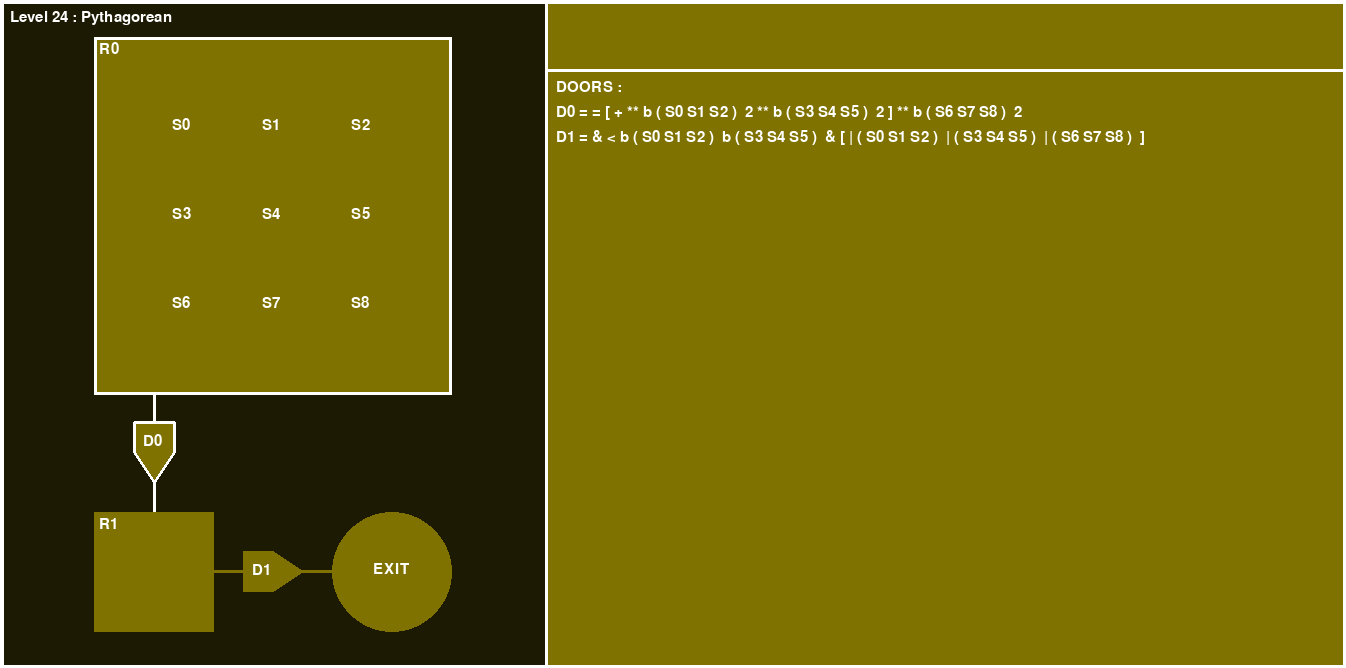 Level 24 : Pythagorean
R0
S0 S1 S2
S3 S4 S5
S6 S7 S8
D0
R1
D1
EXIT
DOORS :
D0 = = [ + ** b ( S0 S1 S2 ) 2 ** b ( S3 S4 S5 ) 2 ] ** b ( S6 S7 S8 ) 2
D1 = & < b ( S0 S1 S2 ) b ( S3 S4 S5 ) & [ | ( S0 S1 S2 ) | ( S3 S4 S5 ) | ( S6 S7 S8 ) ]